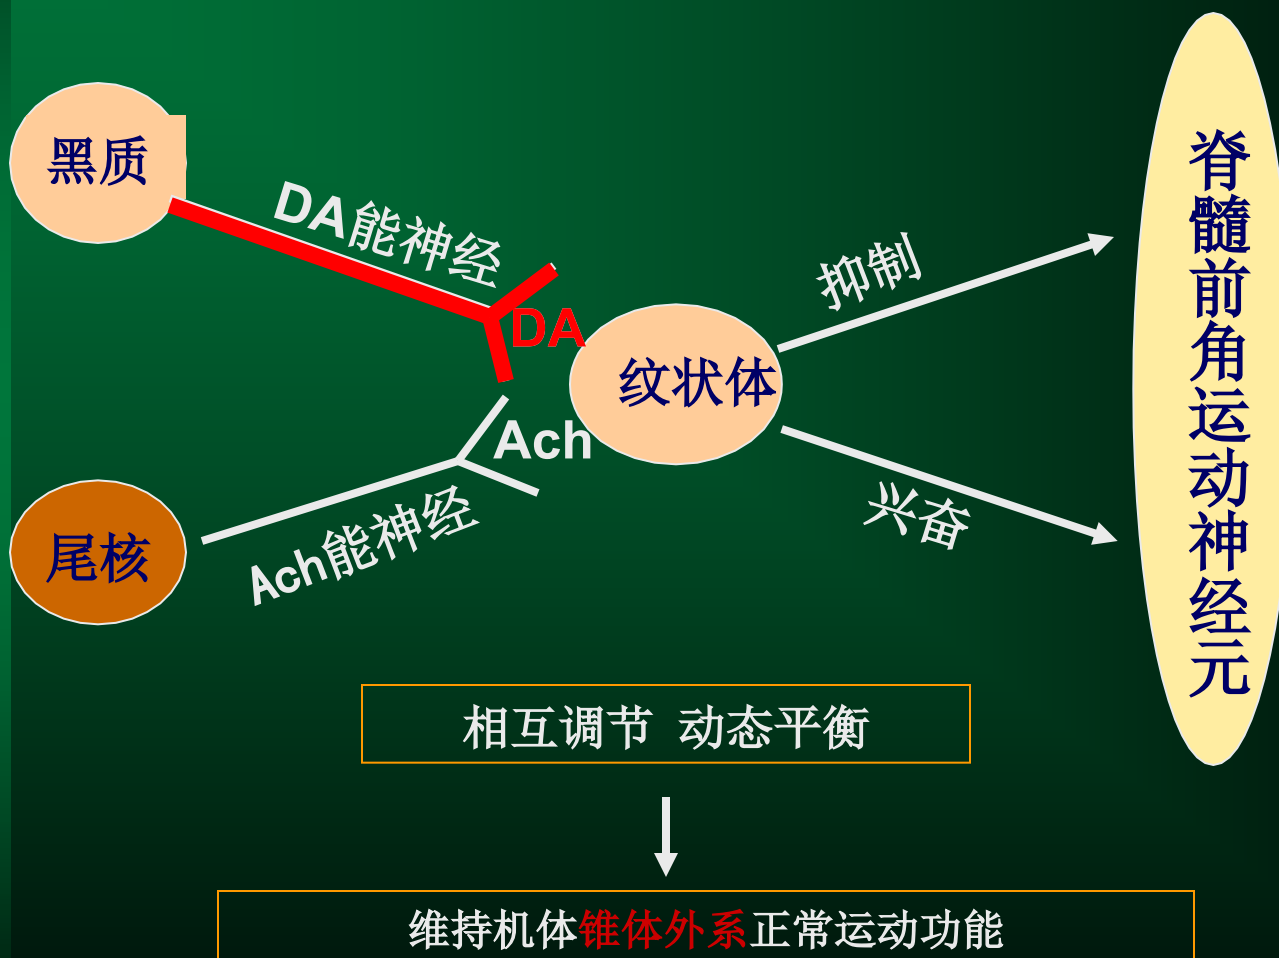 黑质
DA能神经
DA
纹状体
抑制
Ach
兴奋
Ach能神经
尾核
脊髓前角运动神经元
相互调节 动态平衡
维持机体锥体外系正常运动功能